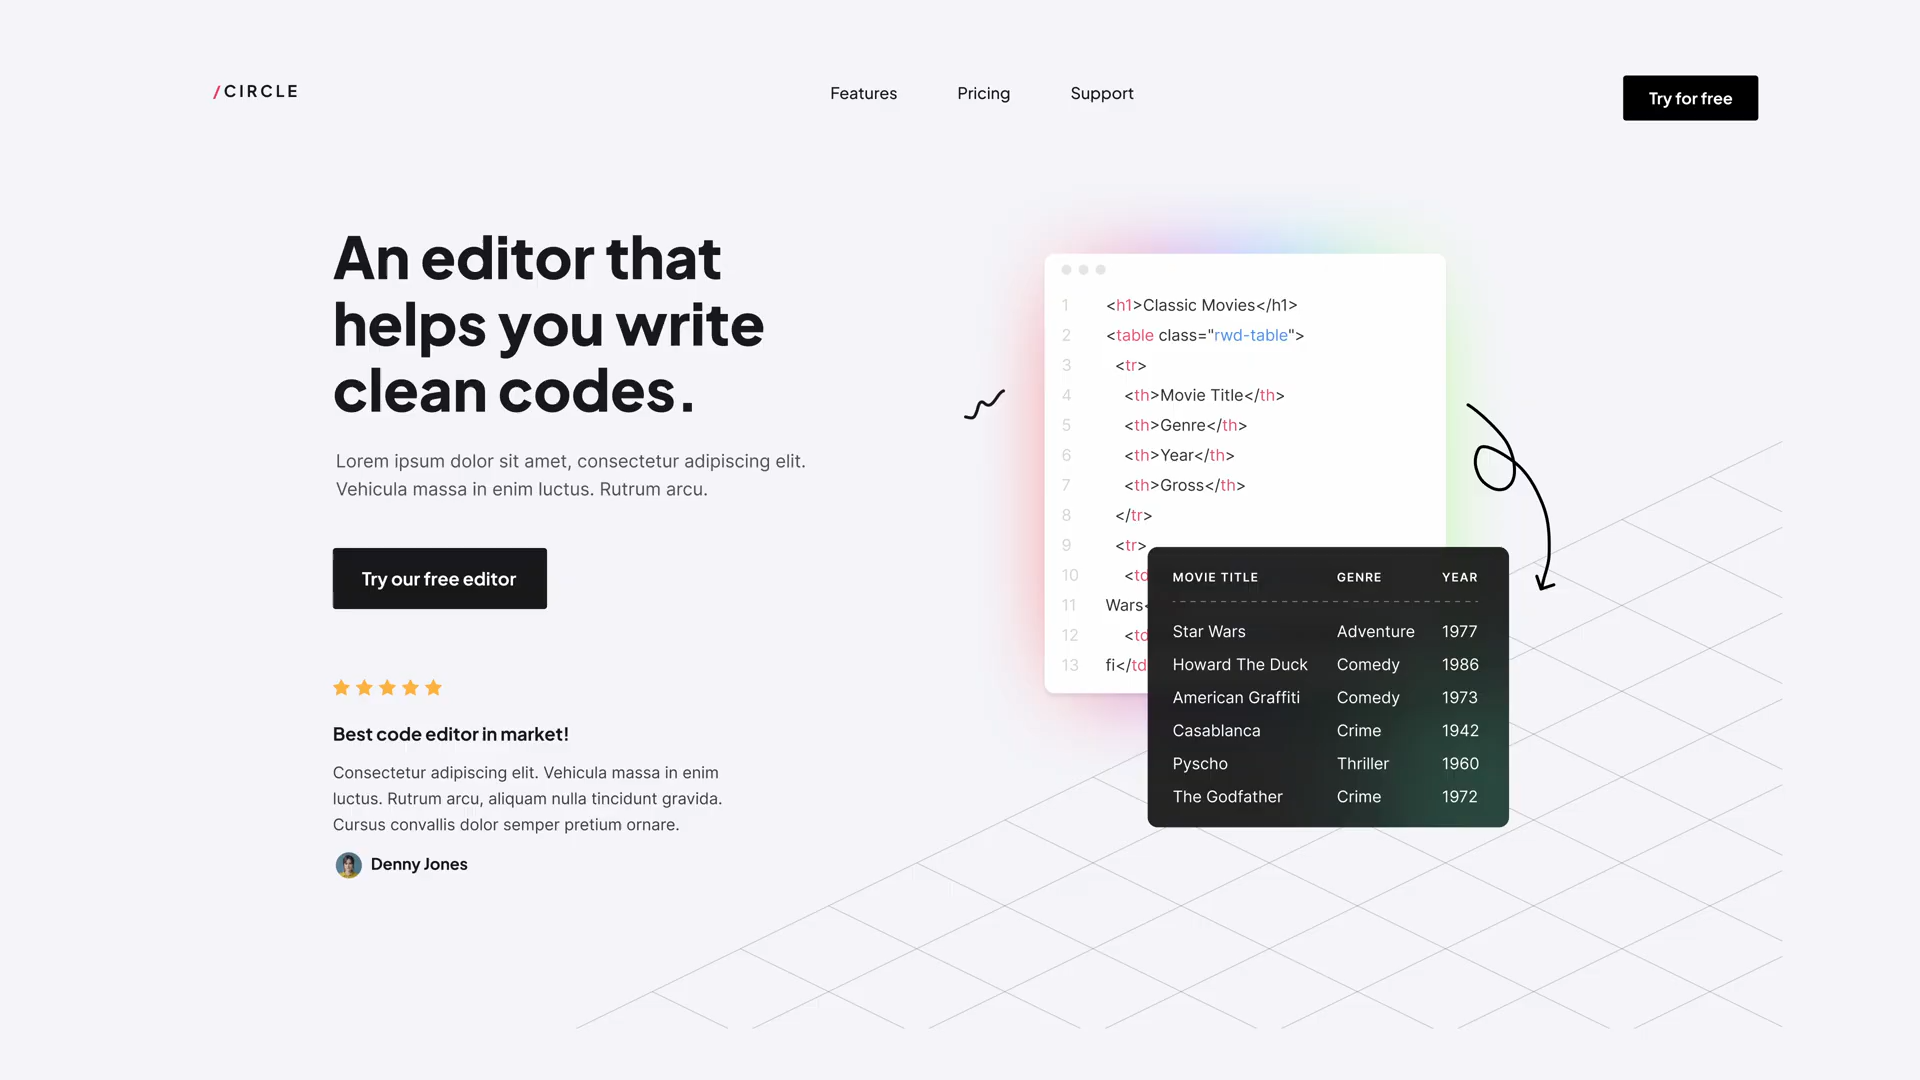 /CIRCLE
Features
Pricing
Support
Try for free
An editor that
helps you write
clean codes.
Lorem ipsum dolor sit amet, consectetur adipiscing elit.
Vehicula massa in enim luctus. Rutrum arcu.
Try our free editor
Best code editor in market!
Consectetur adipiscing elit. Vehicula massa in enim
luctus. Rutrum arcu, aliquam nulla tincidunt gravida.
Cursus convallis dolor semper pretium ornare.
Denny Jones
1 <h1>Classic Movies</h1>
2 <table class="rwd-table">
3 <tr>
4 <th>Movie Title</th>
5 <th>Genre</th>
6 <th>Year</th>
7 <th>Gross</th>
8 </tr>
9 <tr>
10 <td
11 Wars<
12 <td
13 fi</td
MOVIE TITLE GENRE YEAR
Star Wars Adventure 1977
Howard The Duck Comedy 1986
American Graffiti Comedy 1973
Casablanca Crime 1942
Pyscho Thriller 1960
The Godfather Crime 1972